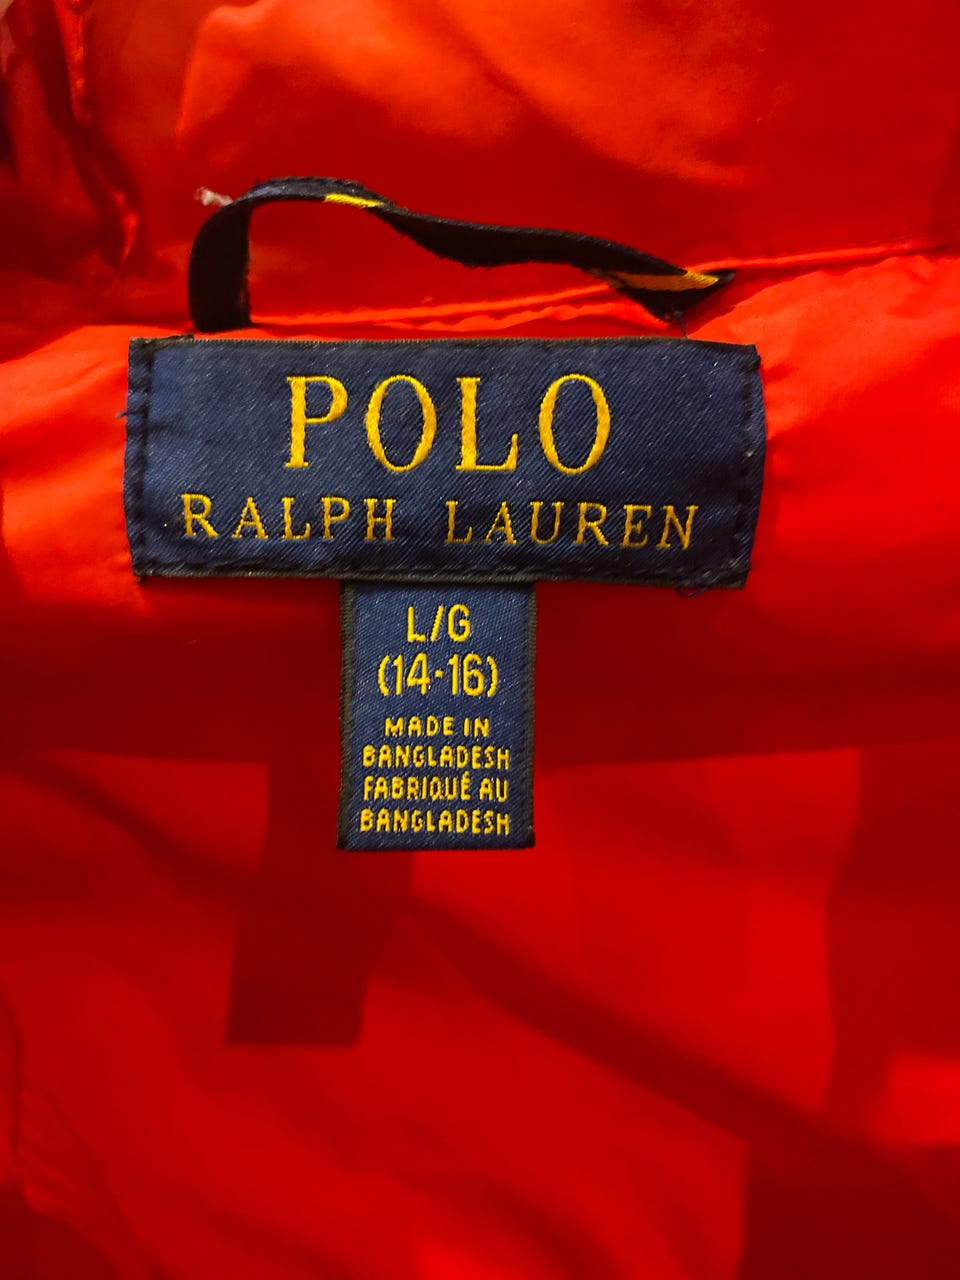 POLO
RALPH LAUREN
L/G
(14-16)
MADE IN
BANGLADESH
FABRIQUÉ AU
BANGLADESH